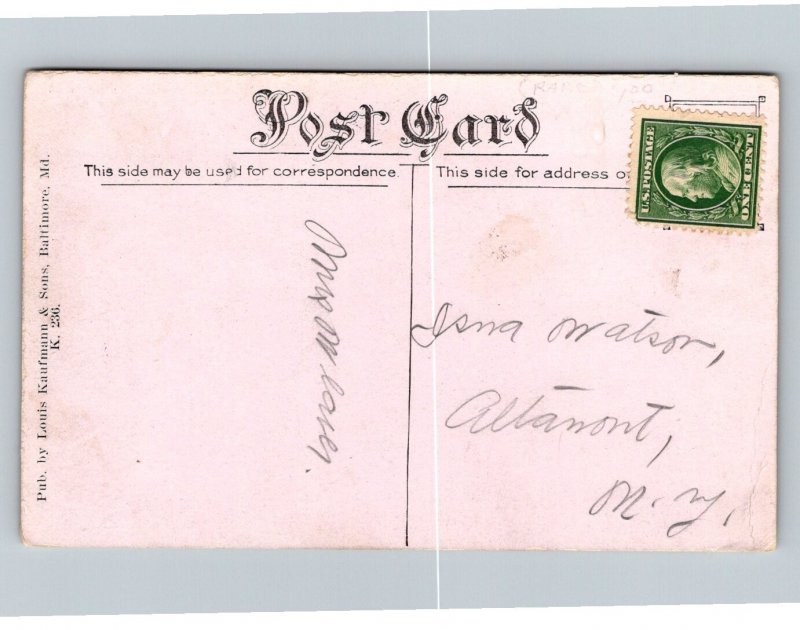 Post Card
This side may be used for correspondence.
This side for address o
U.S. POSTAGE
ONE CENT
Pub. by Louis Kaufmann & Sons, Baltimore, Md.
K. 236.
Watson,
Altamont,
N. Y.